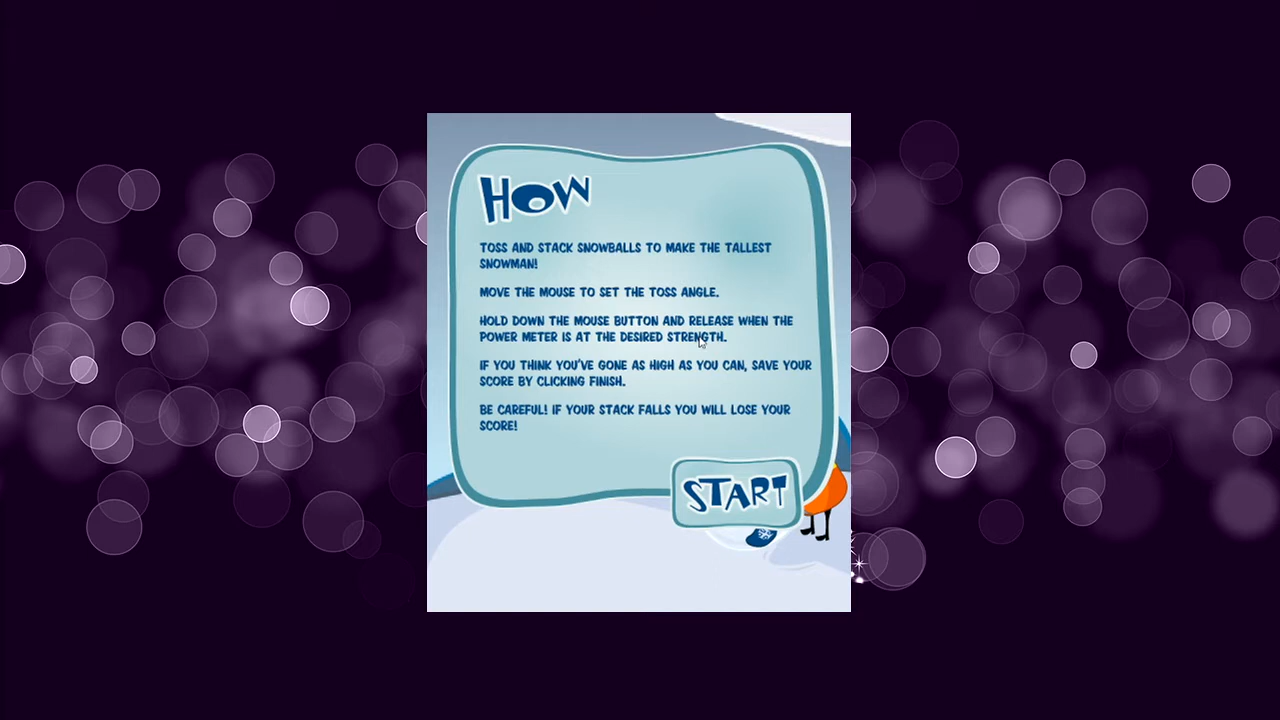 HOW
TOSS AND STACK SNOWBALLS TO MAKE THE TALLEST
SNOWMAN!
MOVE THE MOUSE TO SET THE TOSS ANGLE.
HOLD DOWN THE MOUSE BUTTON AND RELEASE WHEN THE
POWER METER IS AT THE DESIRED STRENGTH.
IF YOU THINK YOU'VE GONE AS HIGH AS YOU CAN, SAVE YOUR
SCORE BY CLICKING FINISH.
BE CAREFUL! IF YOUR STACK FALLS YOU WILL LOSE YOUR
SCORE!
START